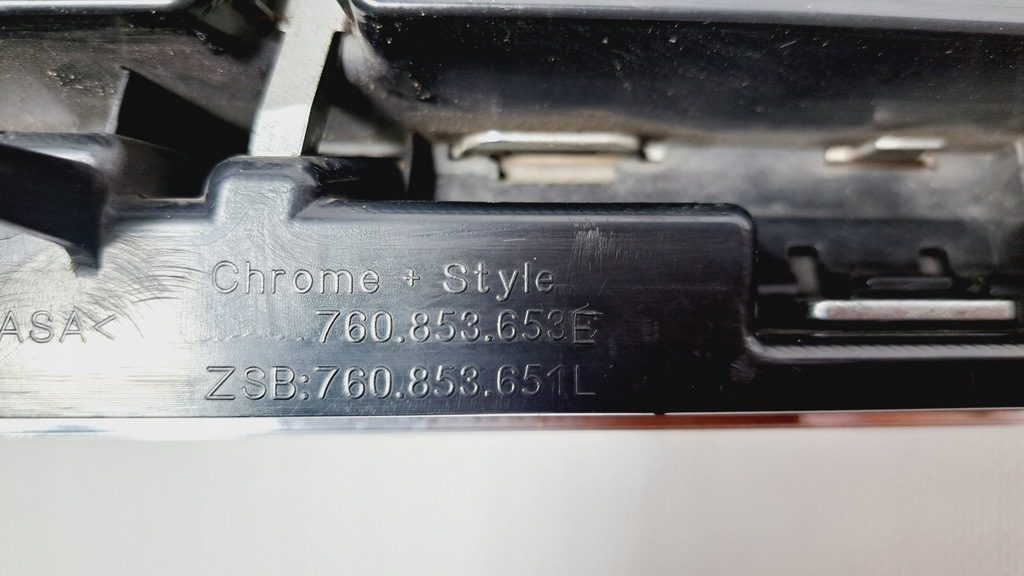 Chrome + Style
ASA<
760.853.653E
ZSB:760.853.651L